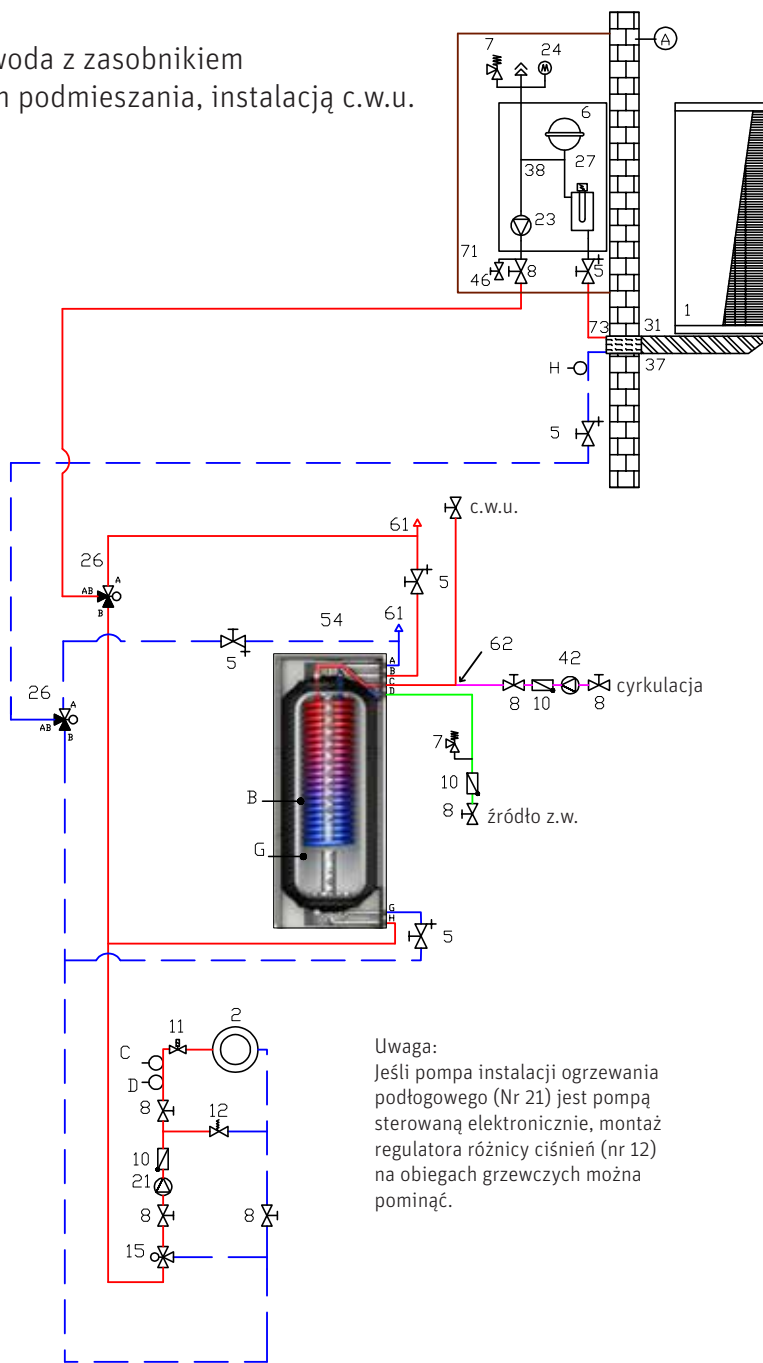 woda z zasobnikiem
m podmieszania, instalacją c.w.u.
7
24
A
6
27
38
23
71
46
8
5
1
73
31
H
37
5
c.w.u.
61
26
A
AB
B
5
54
61
62
42
5
A
B
C
D
8
10
8
cyrkulacja
26
A
AB
B
7
B
10
8
źródło z.w.
G
G
H
5
11
2
C
D
8
12
10
21
8
8
15
Uwaga:
Jeśli pompa instalacji ogrzewania
podłogowego (Nr 21) jest pompą
sterowaną elektronicznie, montaż
regulatora różnicy ciśnień (nr 12)
na obiegach grzewczych można
pominąć.